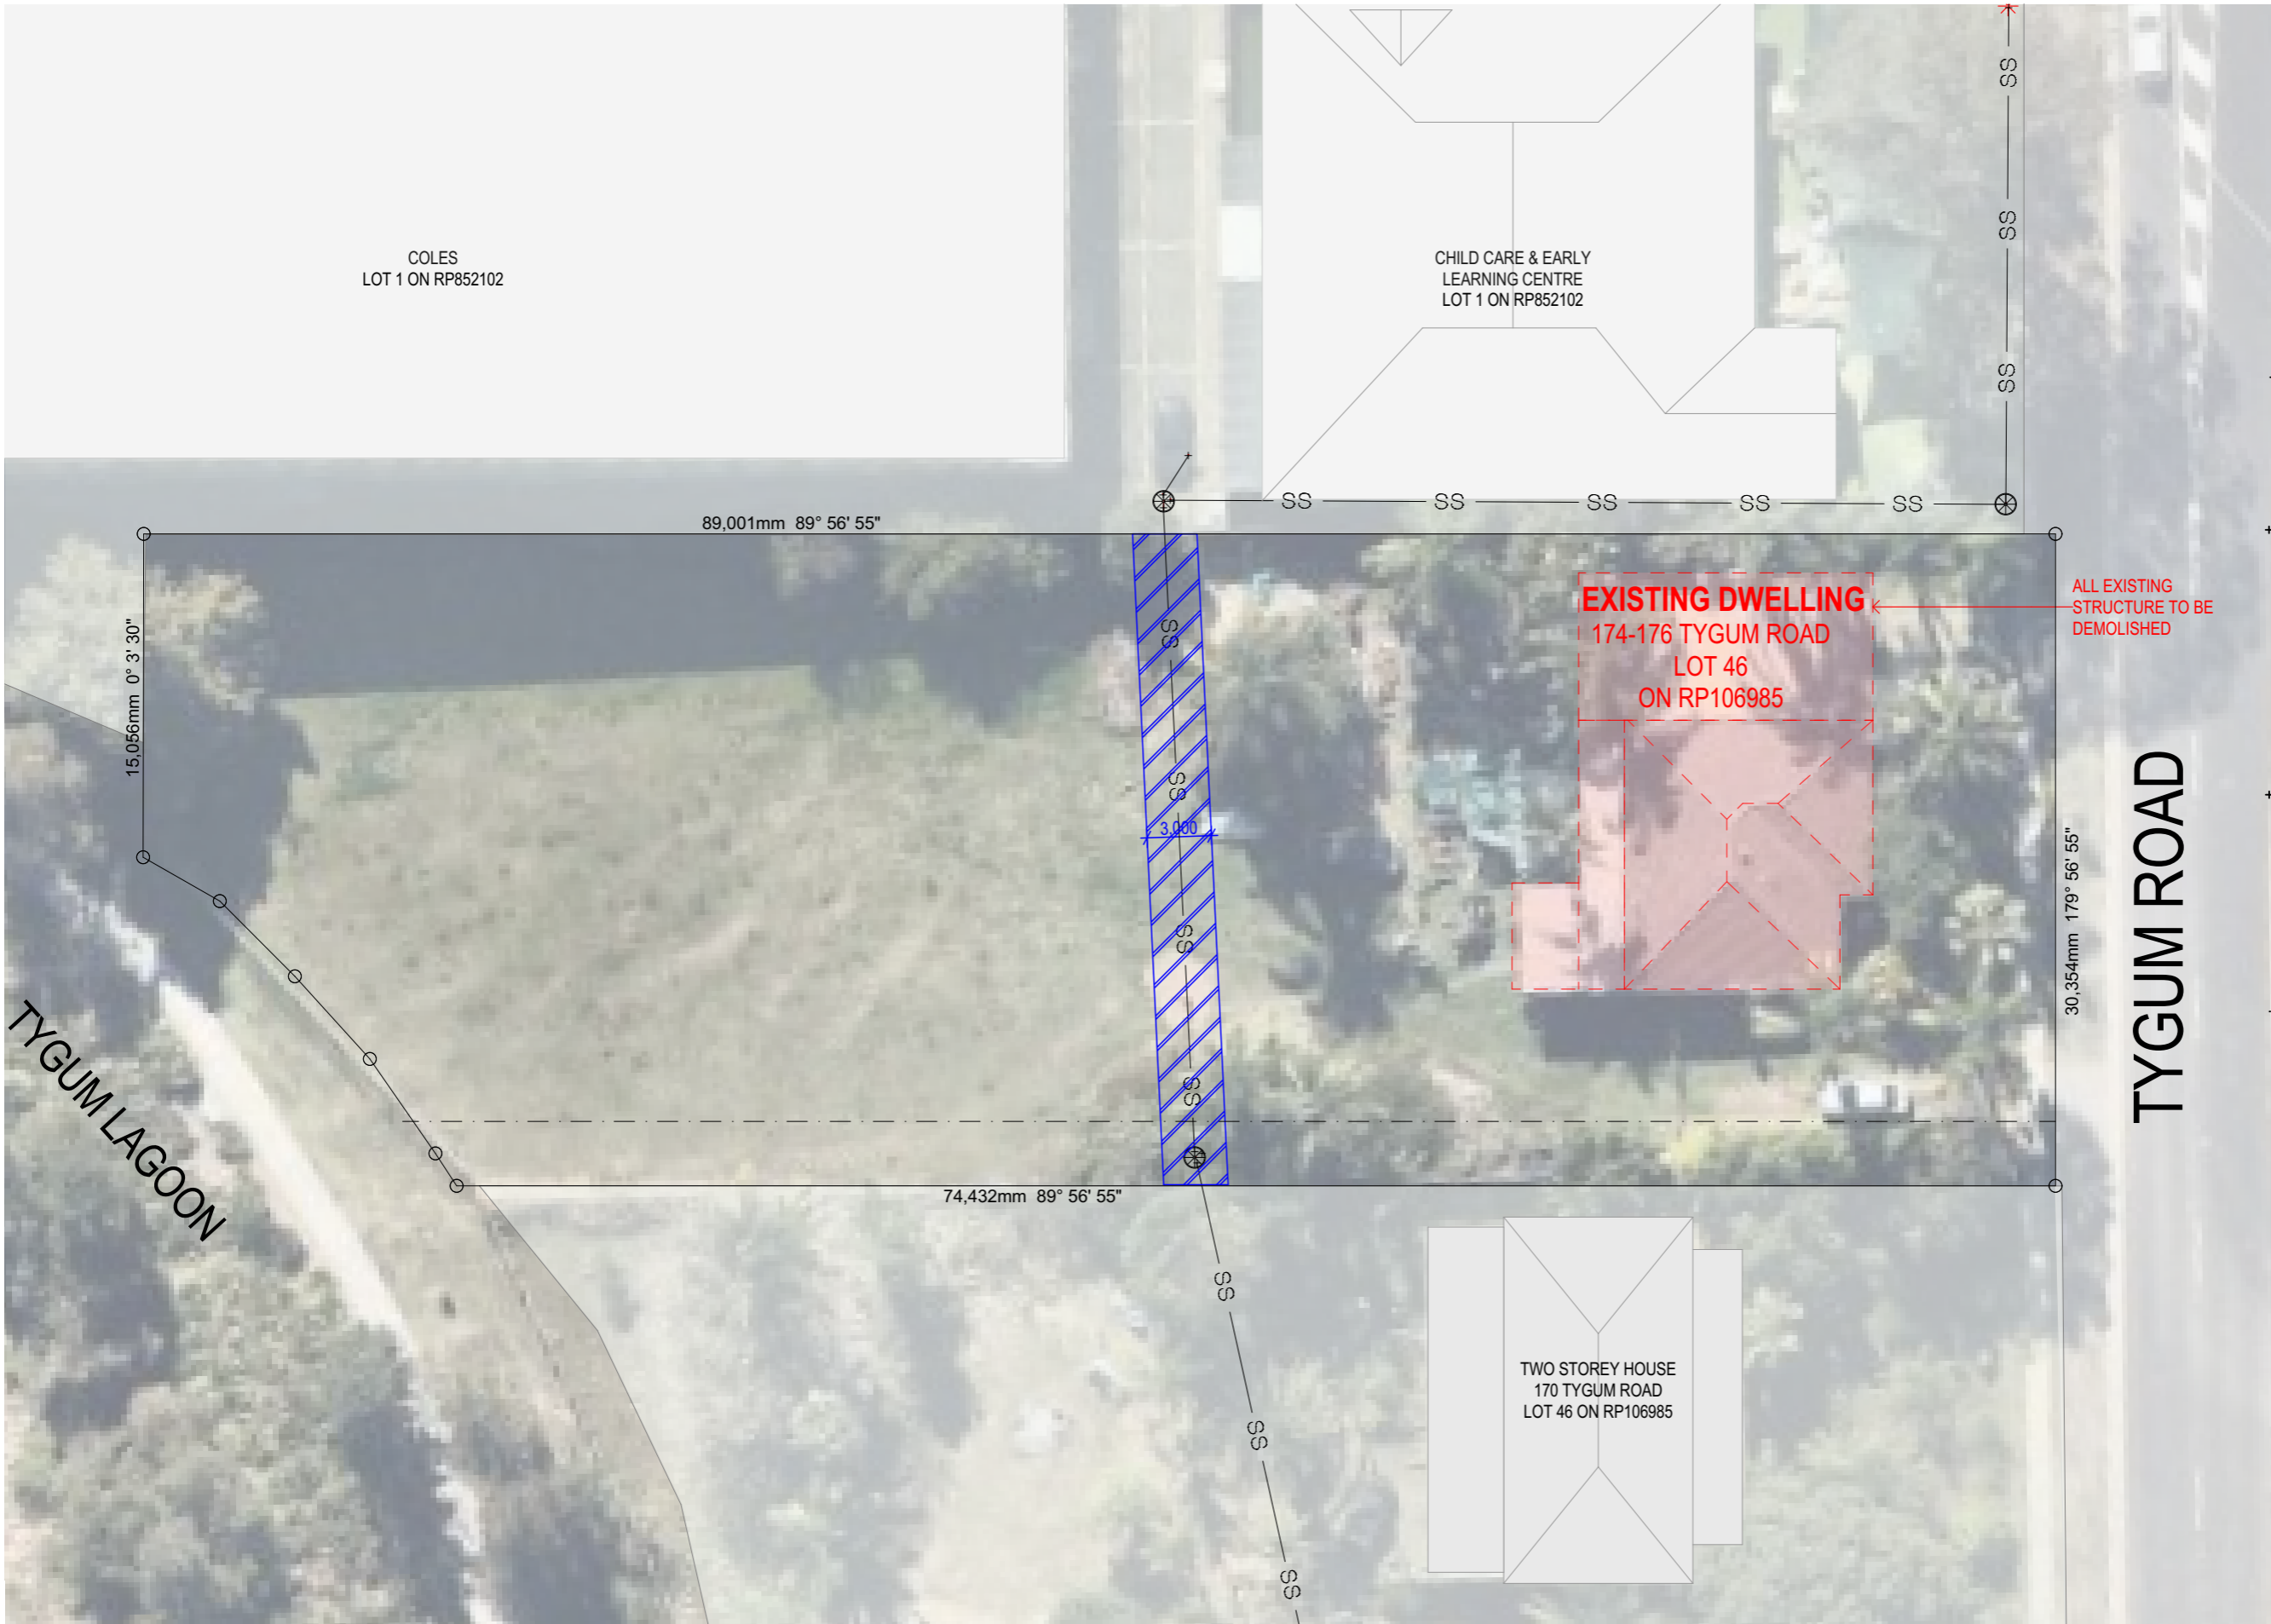 COLES
LOT 1 ON RP852102
CHILD CARE & EARLY
LEARNING CENTRE
LOT 1 ON RP852102
SS
SS
SS
SS
SS
SS
SS
SS
89,001mm 89° 56' 55"
15,056mm 0° 3' 30"
EXISTING DWELLING
174-176 TYGUM ROAD
LOT 46
ON RP106985
ALL EXISTING
STRUCTURE TO BE
DEMOLISHED
SS
SS
3,000
SS
SS
30,354mm 179° 56' 55"
TYGUM ROAD
TYGUM LAGOON
74,432mm 89° 56' 55"
SS
SS
SS
TWO STOREY HOUSE
170 TYGUM ROAD
LOT 46 ON RP106985